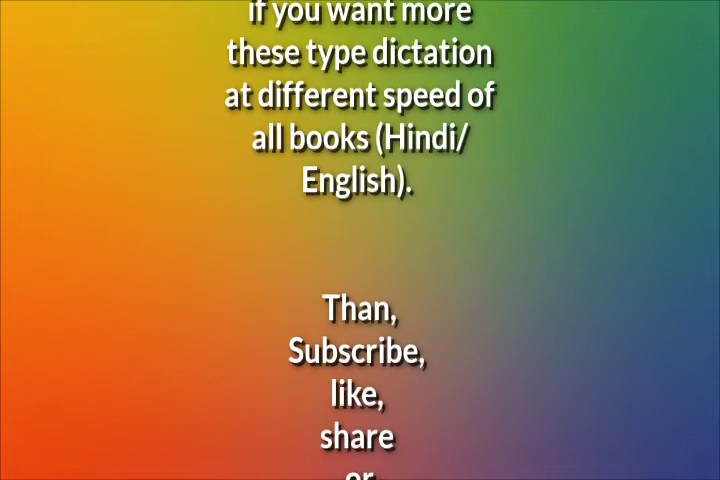 if you want more
these type dictation
at different speed of
all books (Hindi/
English).
Than,
Subscribe,
like,
share
or